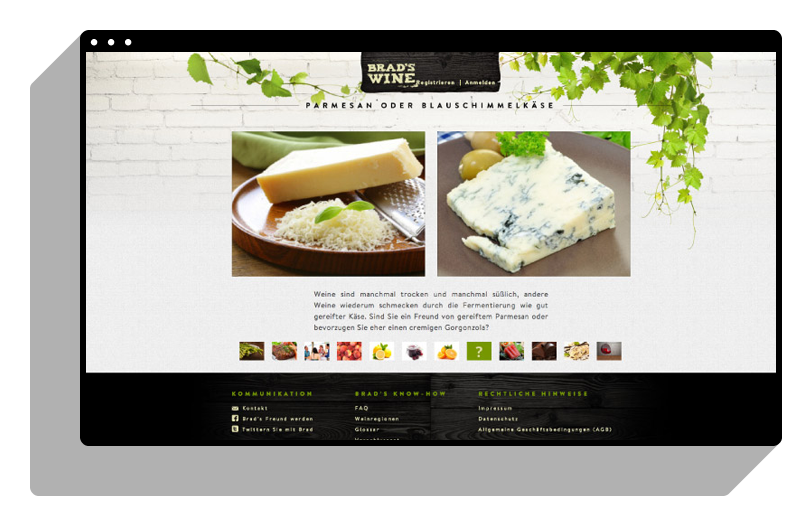 BRAD'S
WINE
Registrieren | Anmelden
PARMESAN ODER BLAUSCHIMMELKÄSE
Weine sind manchmal trocken und manchmal süßlich, andere
Weine wiederum schmecken durch die Fermentierung wie gut
gereifter Käse. Sind Sie ein Freund von gereiftem Parmesan oder
bevorzugen Sie eher einen cremigen Gorgonzola?
?
KOMMUNIKATION
Kontakt
Brad's Freund werden
Twittern Sie mit Brad
BRAD'S KNOW-HOW
FAQ
Weinregionen
Glossar
RECHTLICHE HINWEISE
Impressum
Datenschutz
Allgemeine Geschäftsbedingungen (AGB)